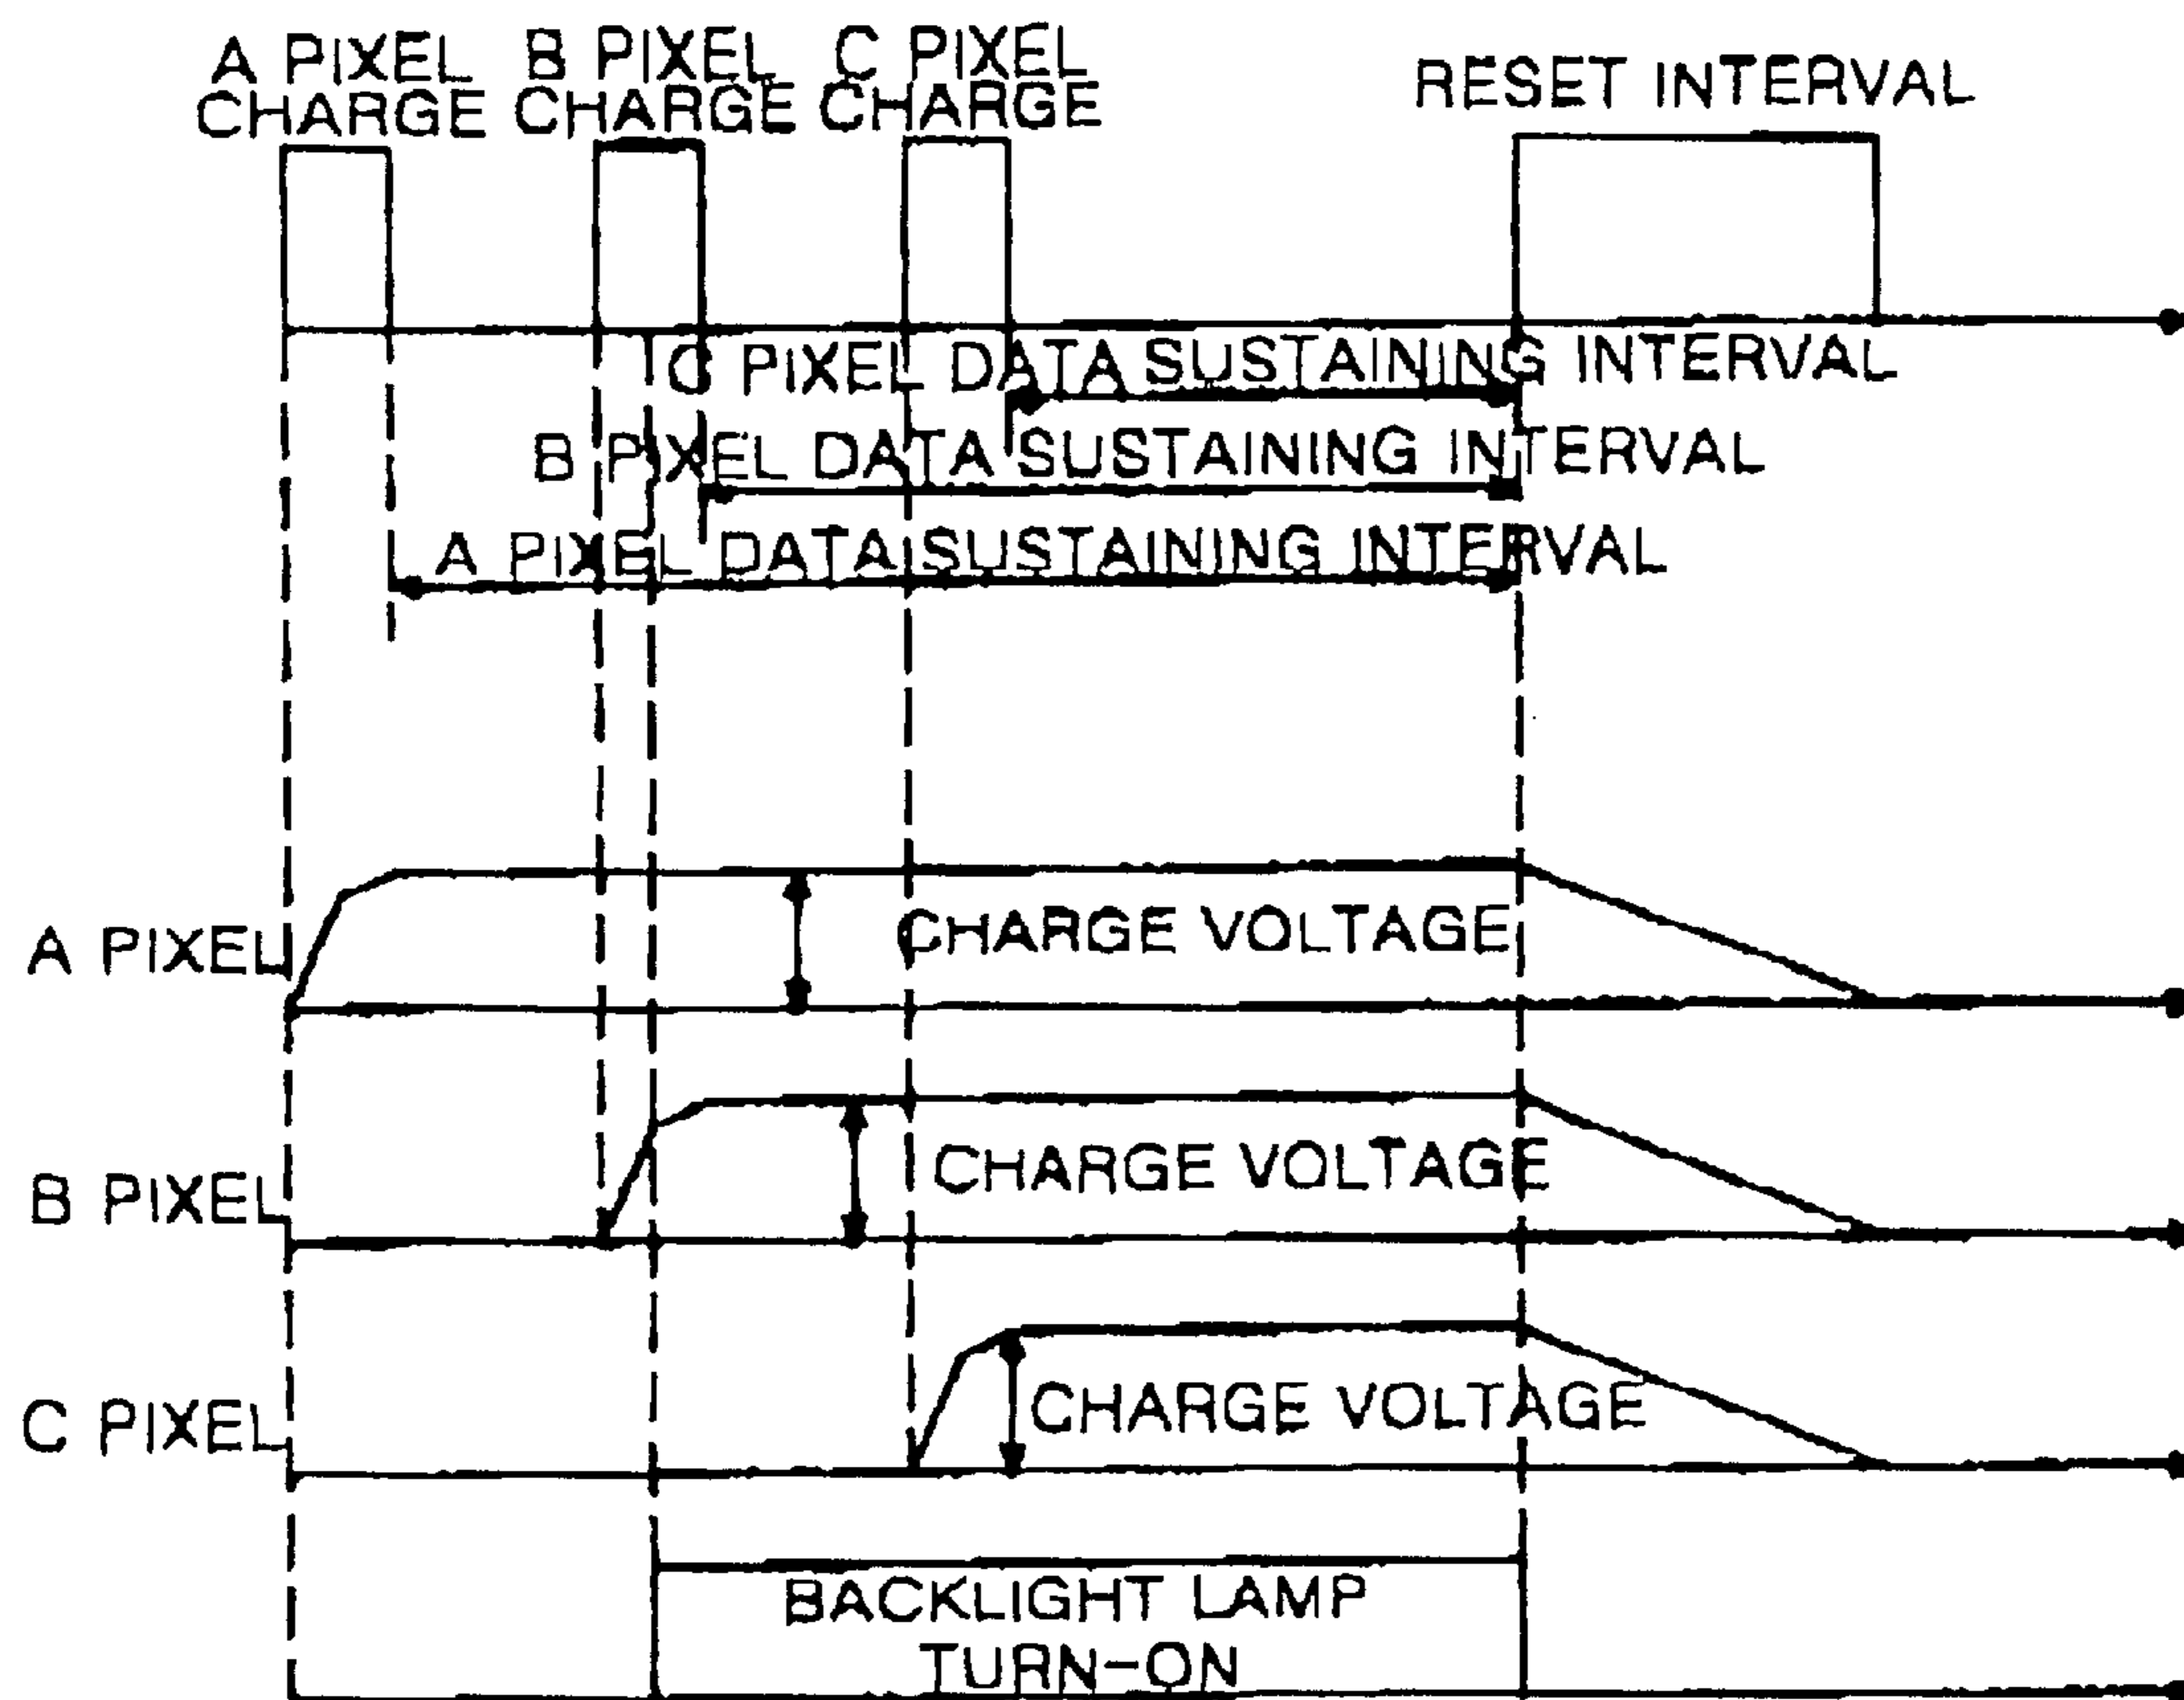 A PIXEL CHARGE
B PIXEL CHARGE
C PIXEL CHARGE
RESET INTERVAL
C PIXEL DATA SUSTAINING INTERVAL
B PIXEL DATA SUSTAINING INTERVAL
A PIXEL DATA SUSTAINING INTERVAL
A PIXEL
CHARGE VOLTAGE
B PIXEL
CHARGE VOLTAGE
C PIXEL
CHARGE VOLTAGE
BACKLIGHT LAMP
TURN-ON